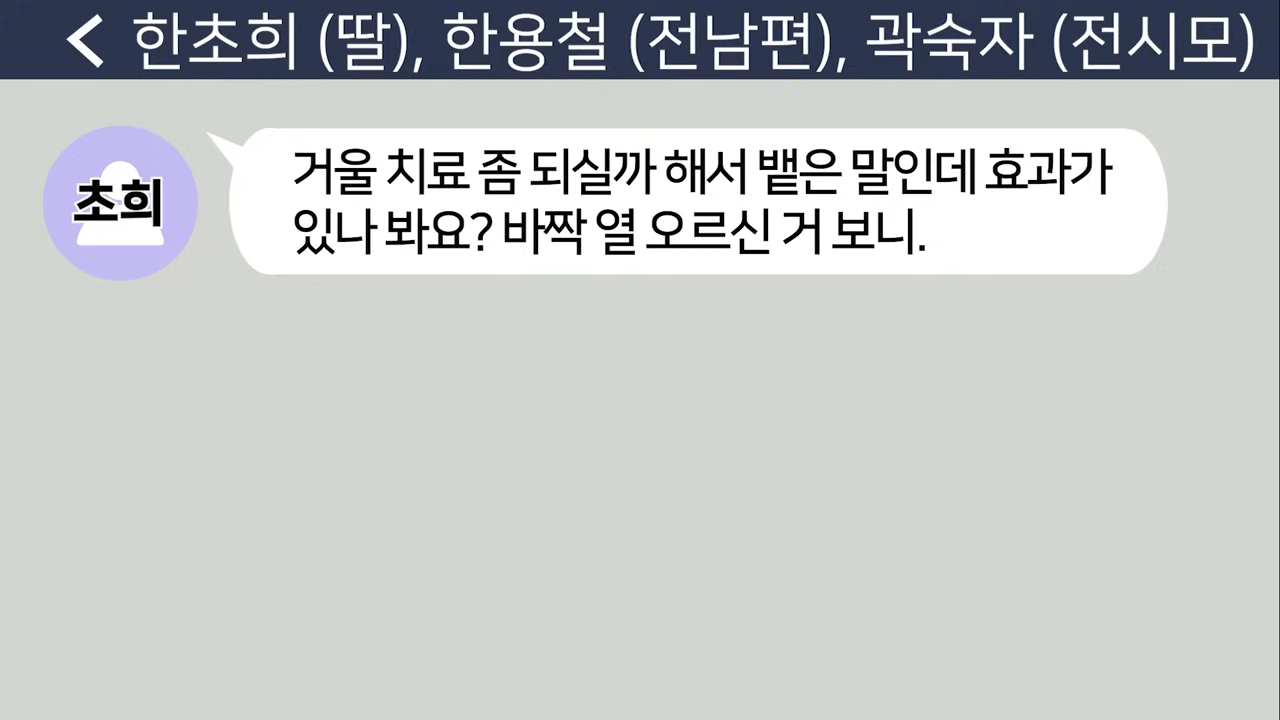 < 한초희 (딸), 한용철 (전남편), 곽숙자 (전시모)
초희
거울 치료 좀 되실까 해서 뱉은 말인데 효과가
있나 봐요? 바짝 열 오르신 거 보니.